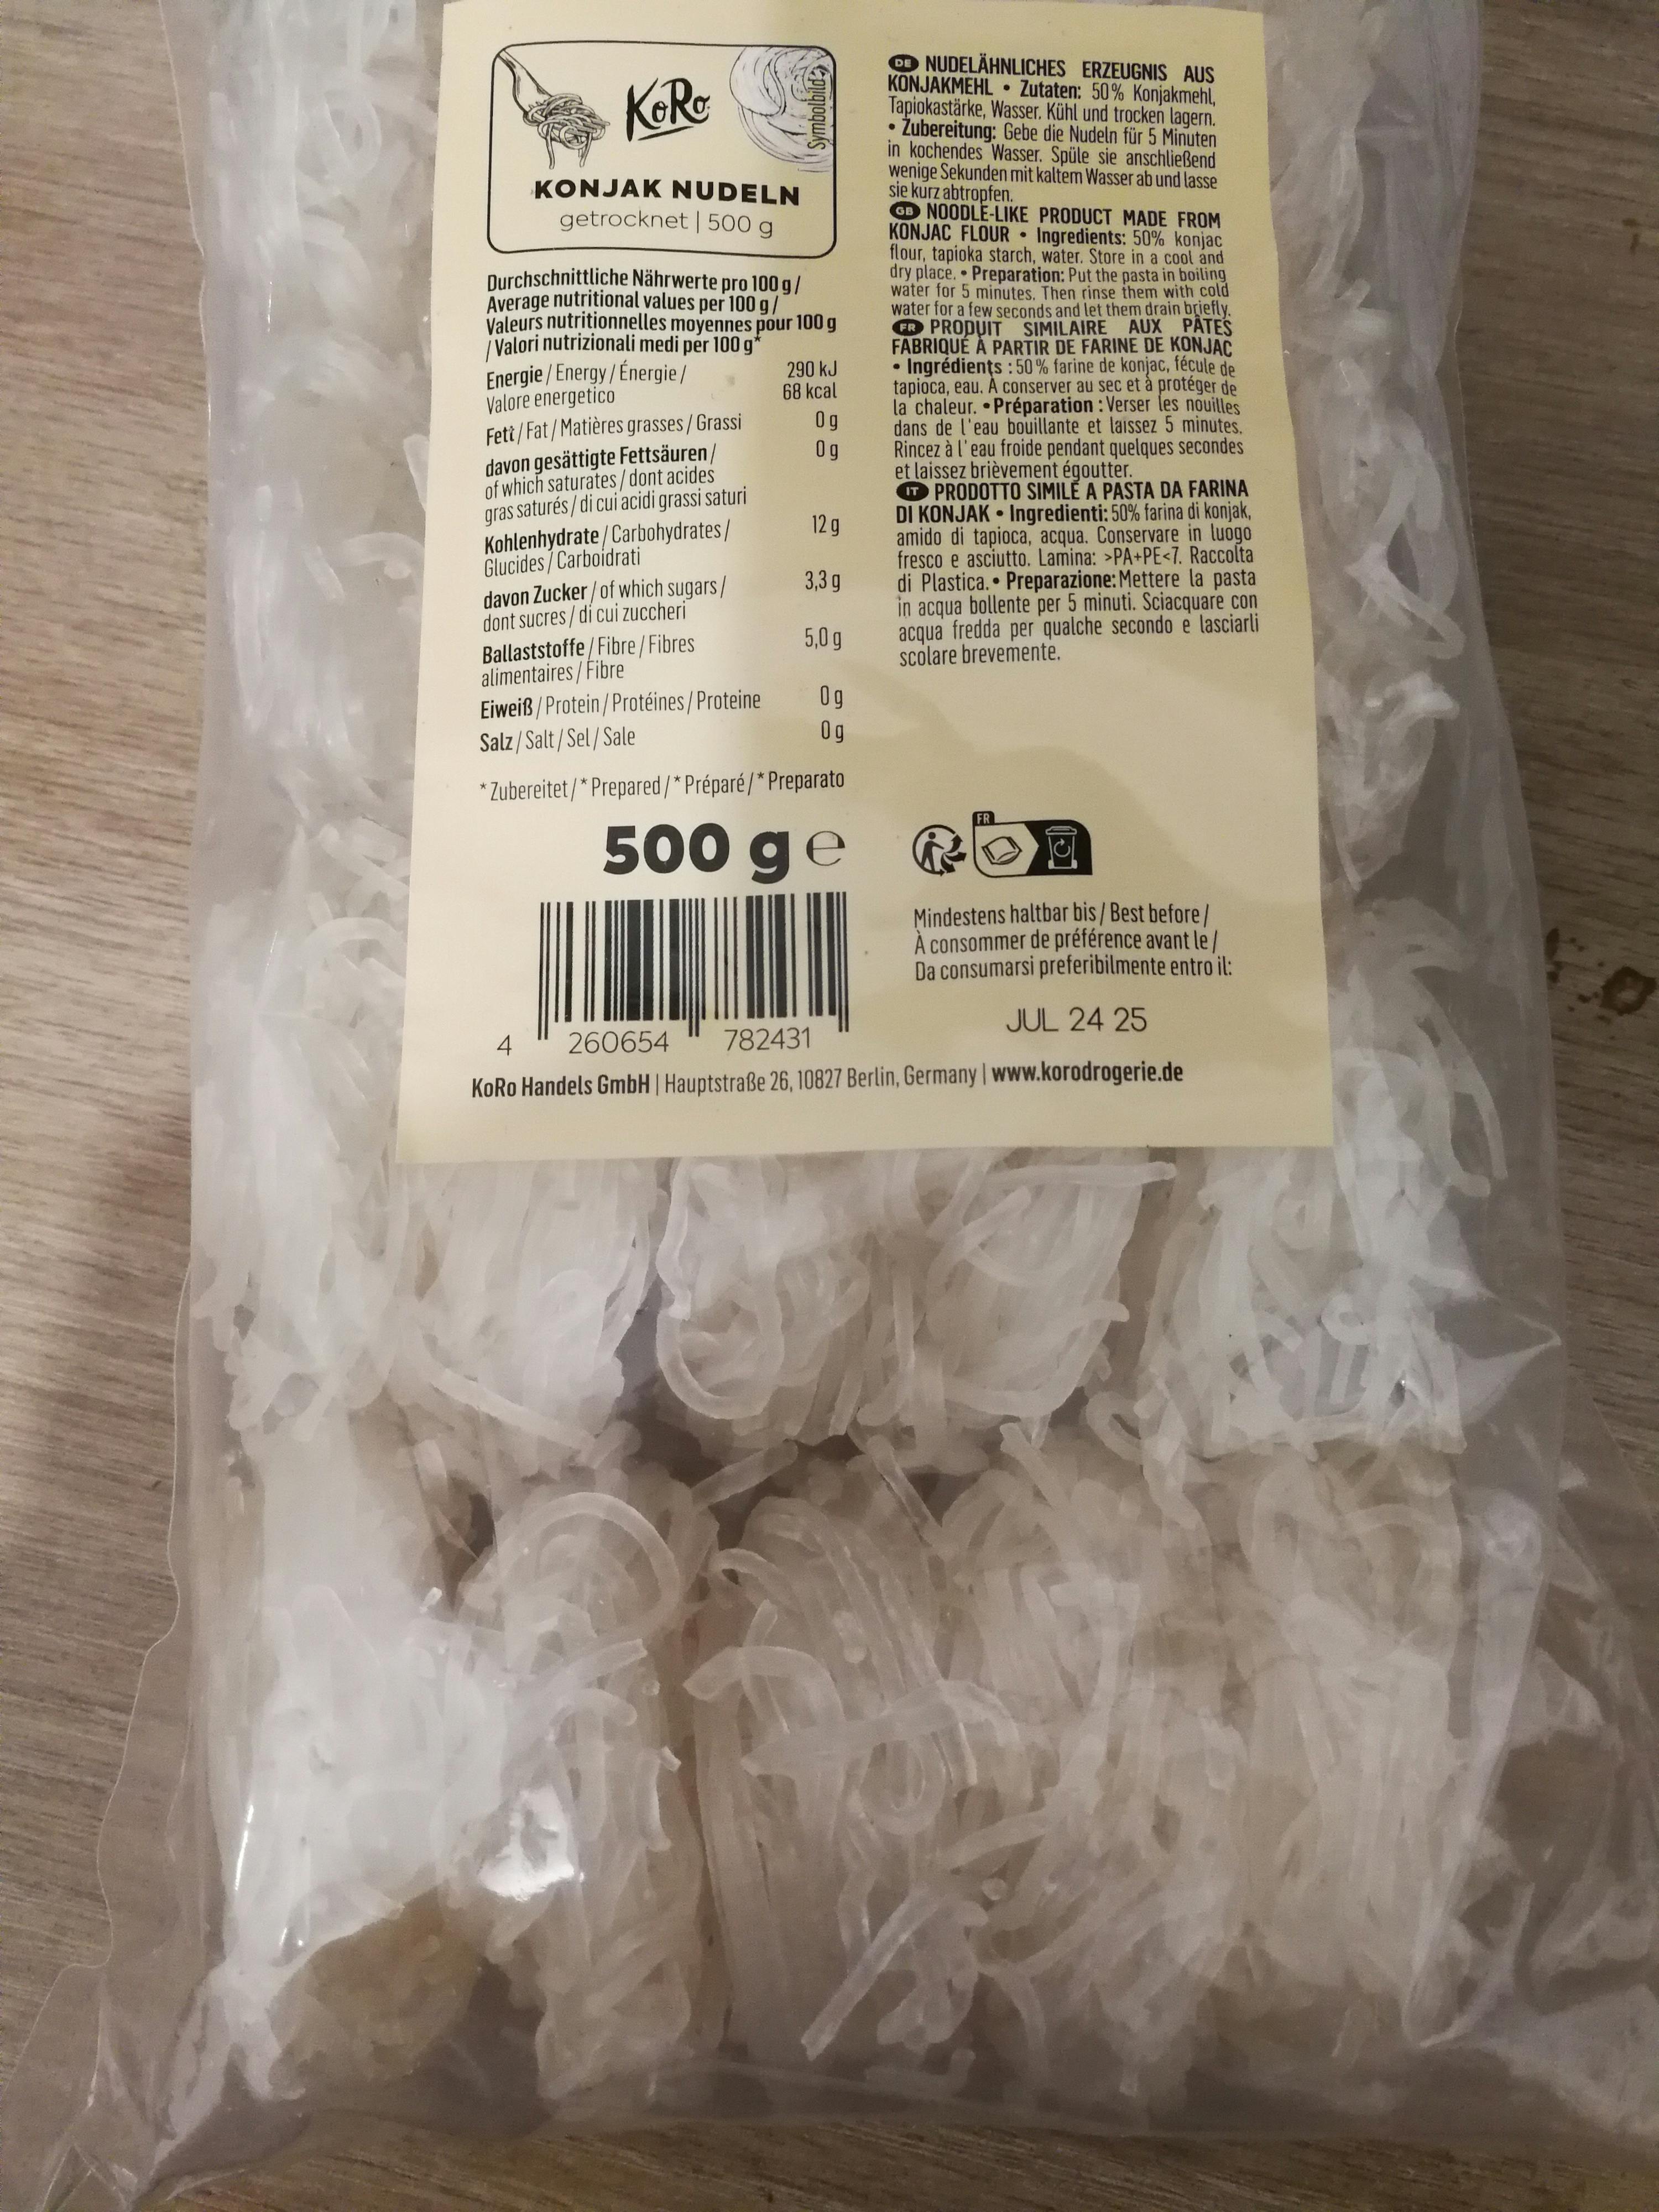 KoRo
Symbolbild
KONJAK NUDELN
getrocknet | 500 g
Durchschnittliche Nährwerte pro 100 g /
Average nutritional values per 100 g /
Valeurs nutritionnelles moyennes pour 100 g
/ Valori nutrizionali medi per 100 g*
Energie / Energy / Énergie / 290 kJ
Valore energetico 68 kcal
Fett / Fat / Matières grasses / Grassi 0 g
davon gesättigte Fettsäuren / 0 g
of which saturates / dont acides
gras saturés / di cui acidi grassi saturi
Kohlenhydrate / Carbohydrates / 12 g
Glucides / Carboidrati
davon Zucker / of which sugars / 3,3 g
dont sucres / di cui zuccheri
Ballaststoffe / Fibre / Fibres 5,0 g
alimentaires / Fibre
Eiweiß / Protein / Protéines / Proteine 0 g
Salz / Salt / Sel / Sale 0 g
* Zubereitet / * Prepared / * Préparé / * Preparato
500 g e
4 260654 782431
DE NUDELÄHNLICHES ERZEUGNIS AUS
KONJAKMEHL • Zutaten: 50% Konjakmehl,
Tapiokastärke, Wasser. Kühl und trocken lagern.
• Zubereitung: Gebe die Nudeln für 5 Minuten
in kochendes Wasser. Spüle sie anschließend
wenige Sekunden mit kaltem Wasser ab und lasse
sie kurz abtropfen.
GB NOODLE-LIKE PRODUCT MADE FROM
KONJAC FLOUR • Ingredients: 50% konjac
flour, tapioka starch, water. Store in a cool and
dry place. • Preparation: Put the pasta in boiling
water for 5 minutes. Then rinse them with cold
water for a few seconds and let them drain briefly.
FR PRODUIT SIMILAIRE AUX PÂTES
FABRIQUÉ À PARTIR DE FARINE DE KONJAC
• Ingrédients : 50 % farine de konjac, fécule de
tapioca, eau. À conserver au sec et à protéger de
la chaleur. • Préparation : Verser les nouilles
dans de l'eau bouillante et laissez 5 minutes.
Rincez à l'eau froide pendant quelques secondes
et laissez brièvement égoutter.
IT PRODOTTO SIMILE A PASTA DA FARINA
DI KONJAK • Ingredienti: 50% farina di konjak,
amido di tapioca, acqua. Conservare in luogo
fresco e asciutto. Lamina: >PA+PE<7. Raccolta
di Plastica. • Preparazione: Mettere la pasta
in acqua bollente per 5 minuti. Sciacquare con
acqua fredda per qualche secondo e lasciarli
scolare brevemente.
FR
Mindestens haltbar bis / Best before /
À consommer de préférence avant le /
Da consumarsi preferibilmente entro il:
JUL 24 25
KoRo Handels GmbH | Hauptstraße 26, 10827 Berlin, Germany | www.korodrogerie.de